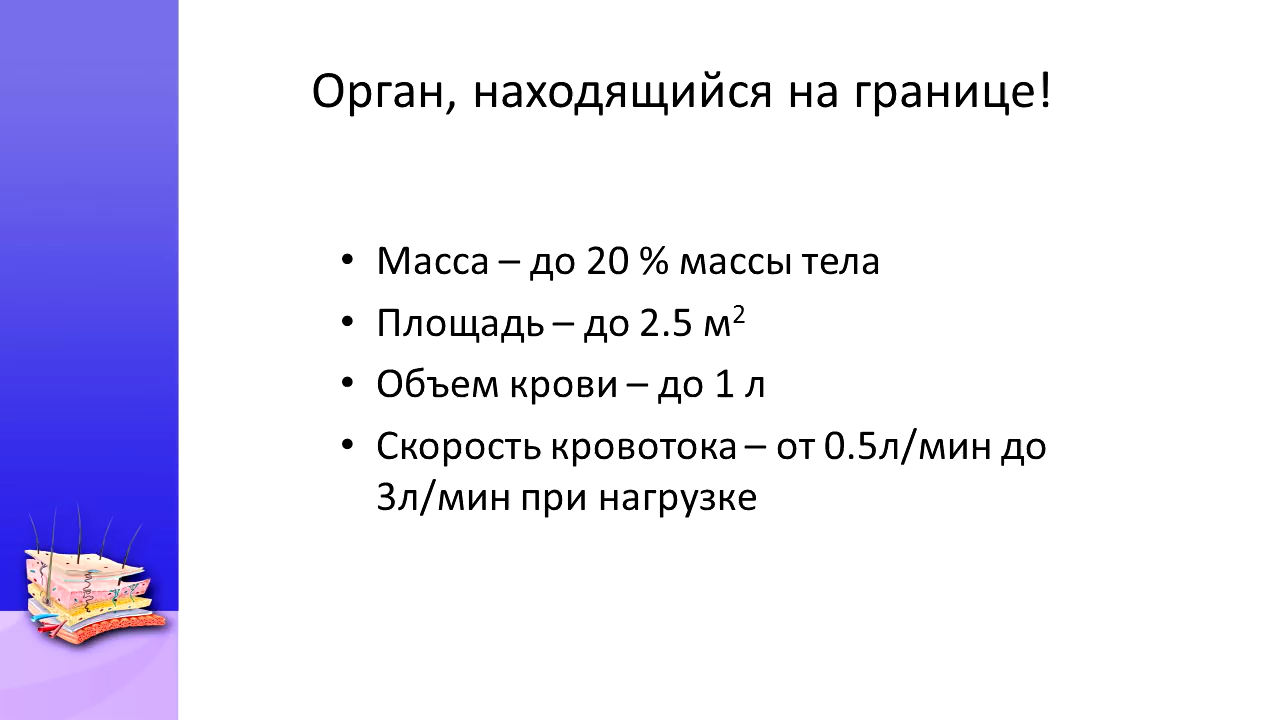 Орган, находящийся на границе!
• Масса – до 20 % массы тела
• Площадь – до 2.5 м²
• Объем крови – до 1 л
• Скорость кровотока – от 0.5л/мин до
3л/мин при нагрузке